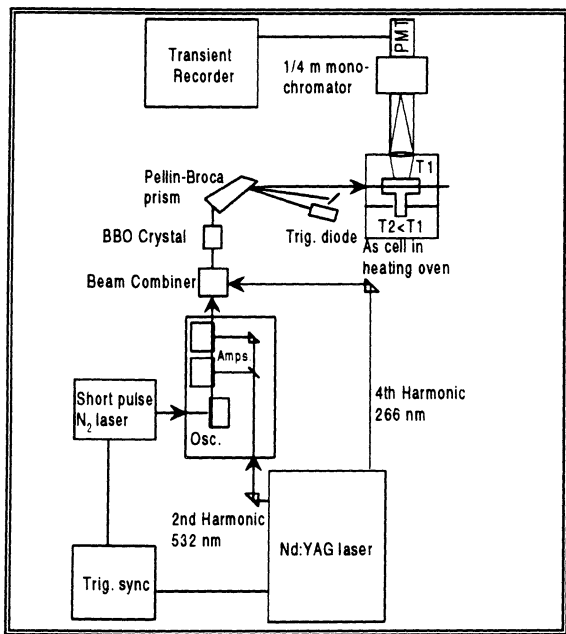 Transient
Recorder
PMT
1/4 m mono-
chromator
Pellin-Broca
prism
T1
T2<T1
Trig. diode
As cell in
heating oven
BBO Crystal
Beam Combiner
Amps
Short pulse
N2 laser
Osc.
4th Harmonic
266 nm
2nd Harmonic
532 nm
Nd:YAG laser
Trig. sync